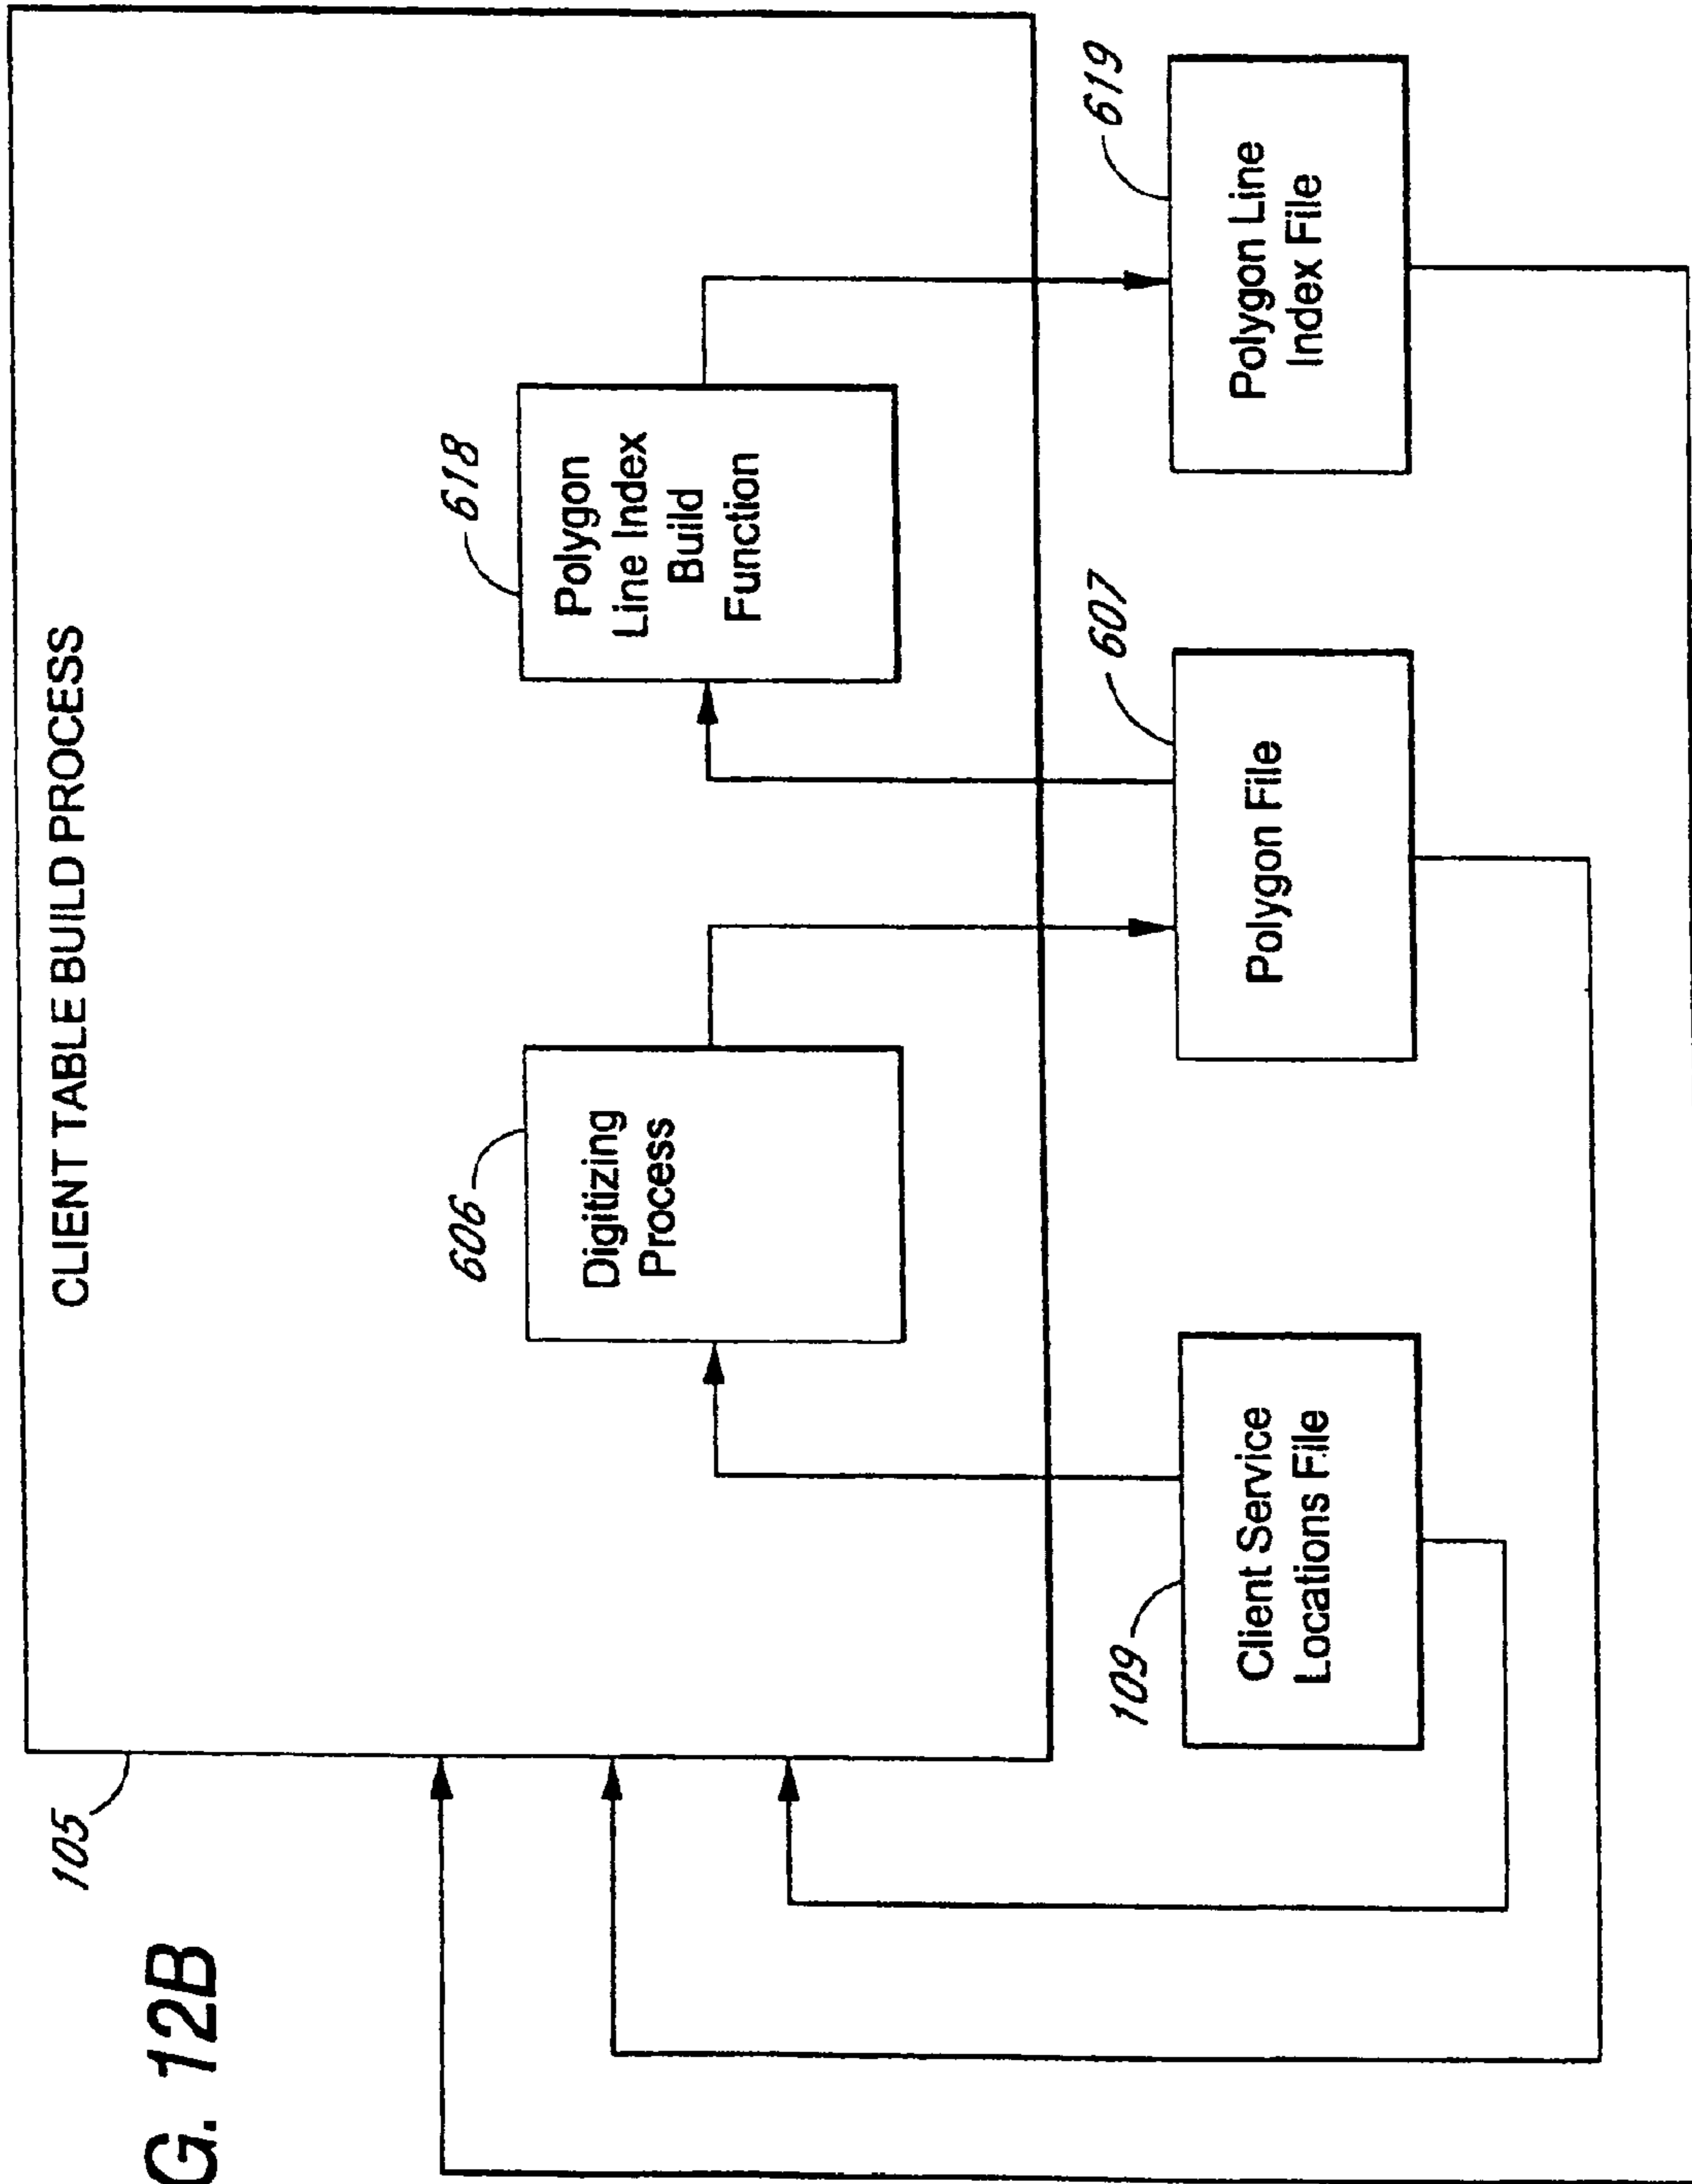 G. 12B
105
CLIENT TABLE BUILD PROCESS
606
Digitizing
Process
618
Polygon
Line Index
Build
Function
109
Client Service
Locations File
607
Polygon File
619
Polygon Line
Index File